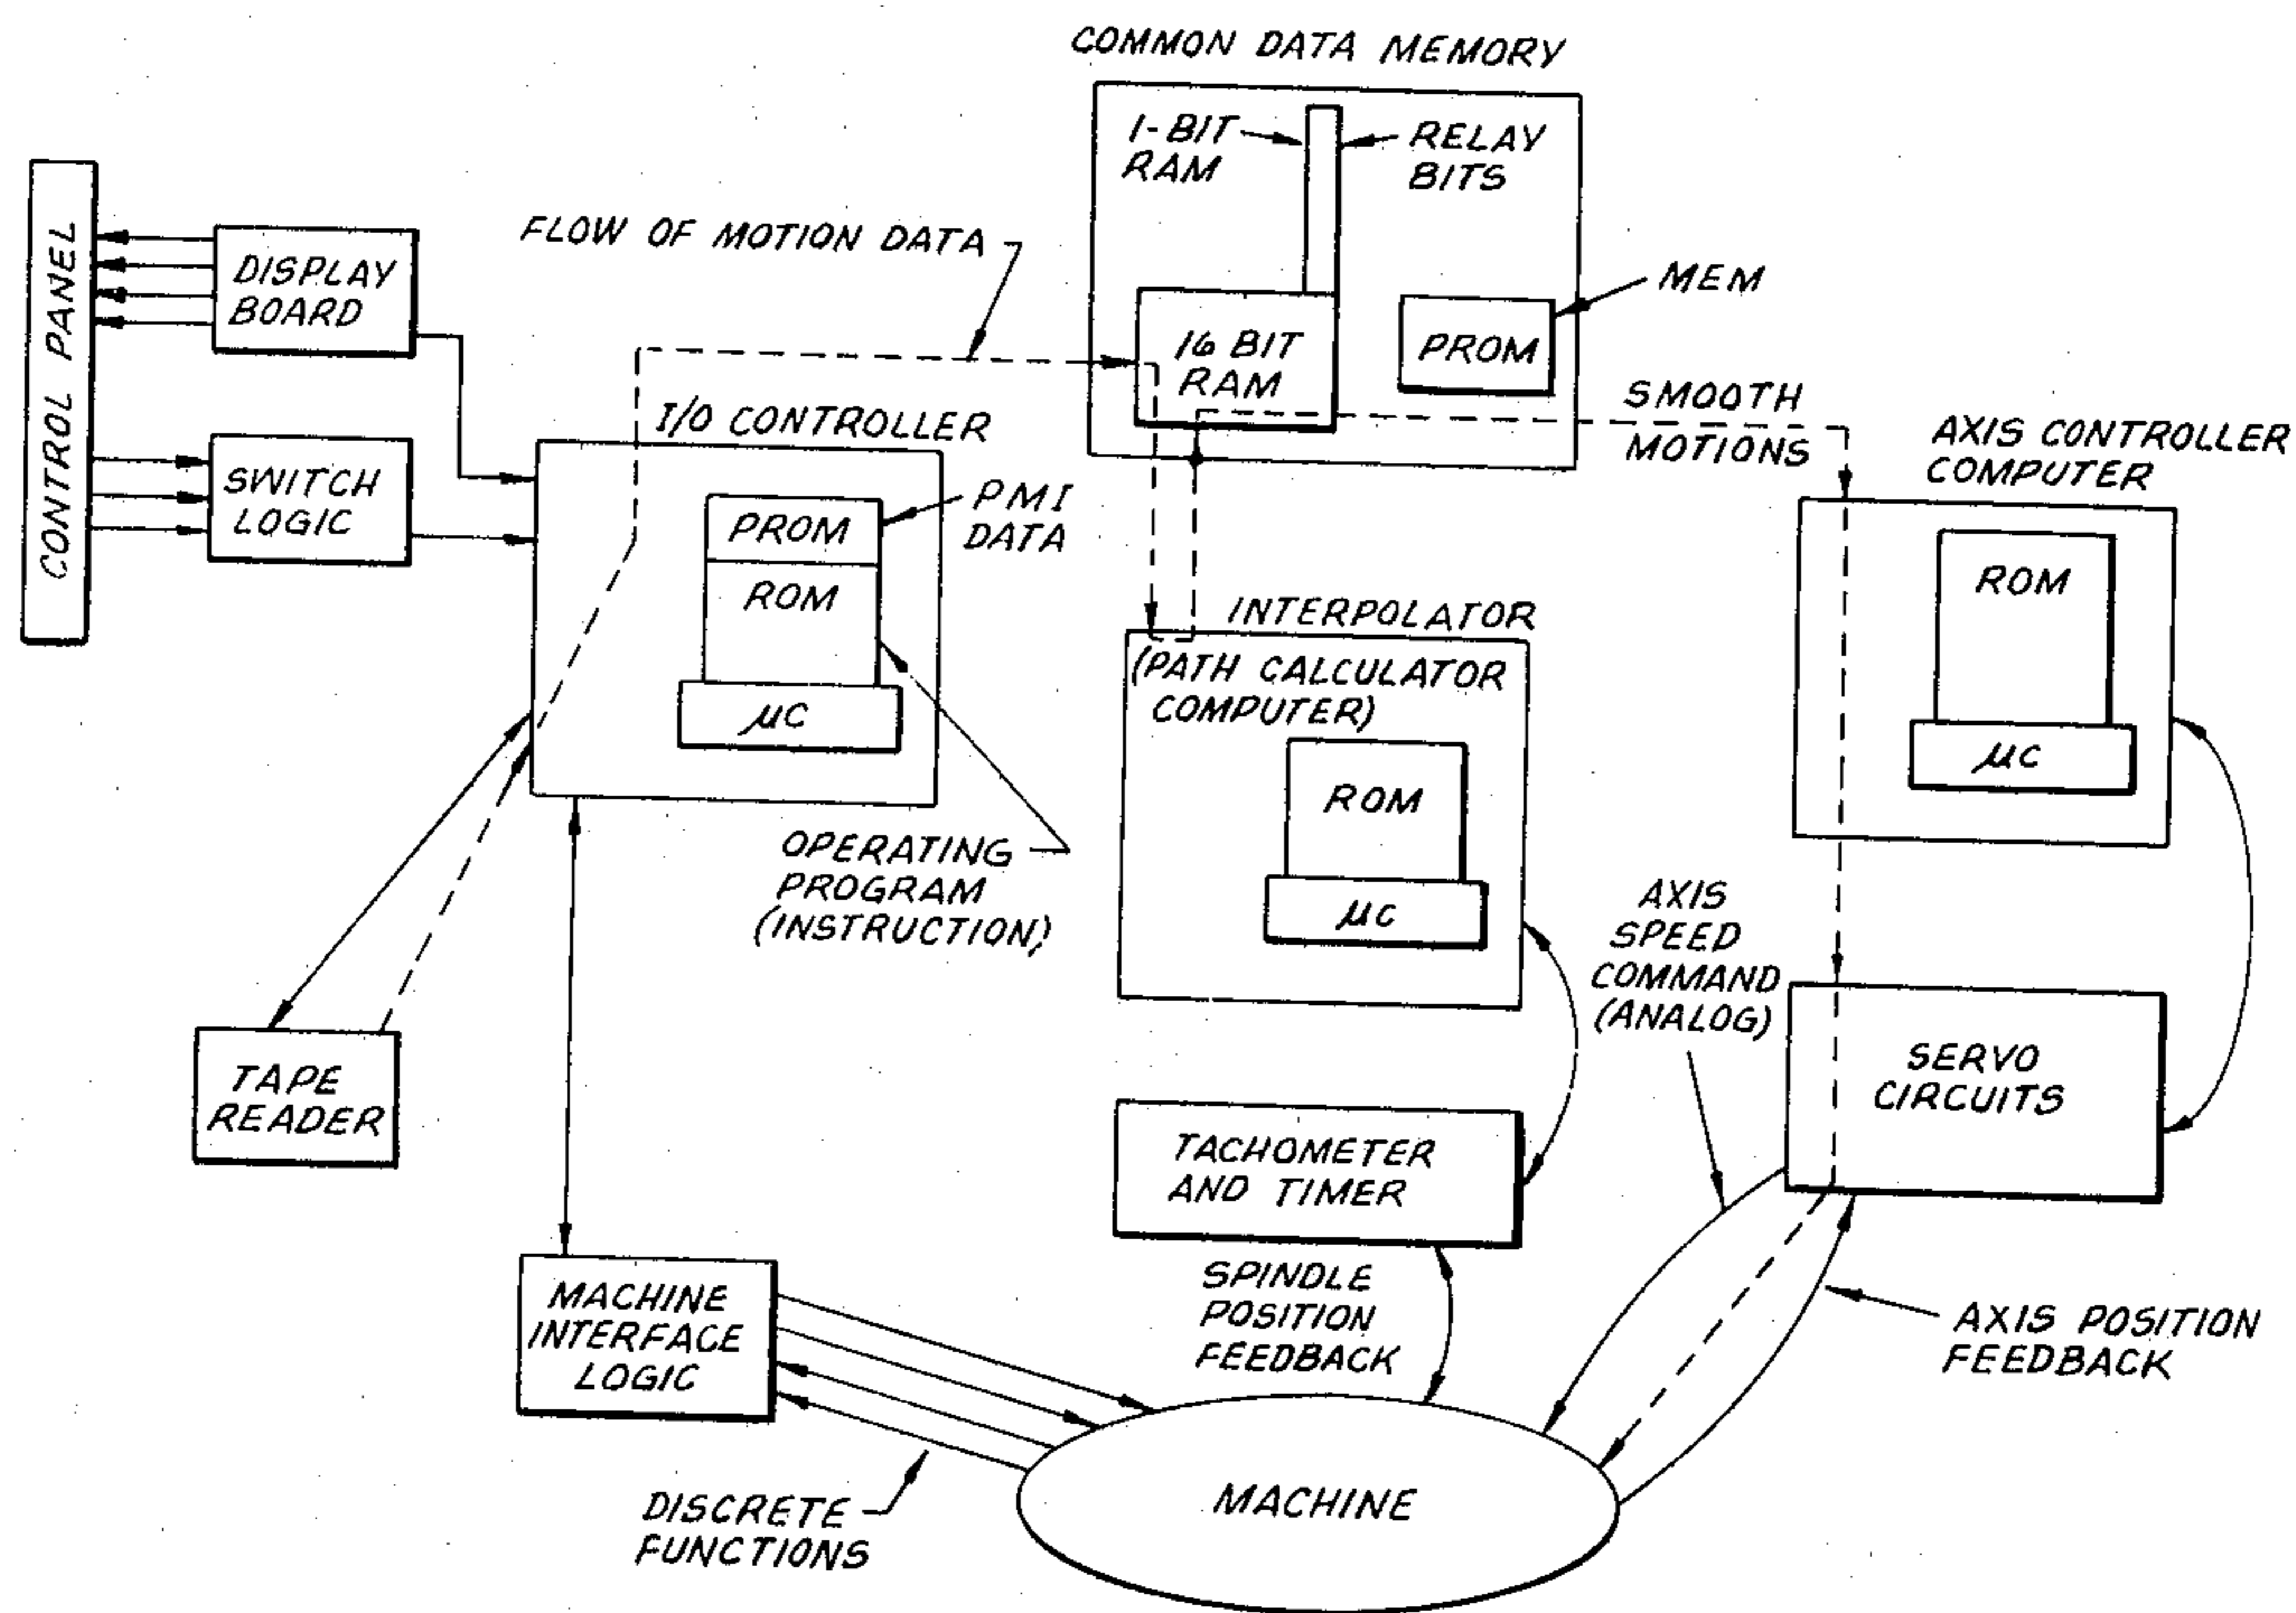 COMMON DATA MEMORY
1-BIT
RAM
RELAY
BITS
MEM
16 BIT
RAM
PROM
FLOW OF MOTION DATA
SMOOTH
MOTIONS
CONTROL PANEL
DISPLAY
BOARD
SWITCH
LOGIC
I/O CONTROLLER
PROM
ROM
μC
PMI
DATA
OPERATING
PROGRAM
(INSTRUCTION)
INTERPOLATOR
(PATH CALCULATOR
COMPUTER)
ROM
μC
AXIS CONTROLLER
COMPUTER
ROM
μC
AXIS
SPEED
COMMAND
(ANALOG)
SERVO
CIRCUITS
TAPE
READER
TACHOMETER
AND TIMER
SPINDLE
POSITION
FEEDBACK
AXIS POSITION
FEEDBACK
MACHINE
INTERFACE
LOGIC
DISCRETE
FUNCTIONS
MACHINE